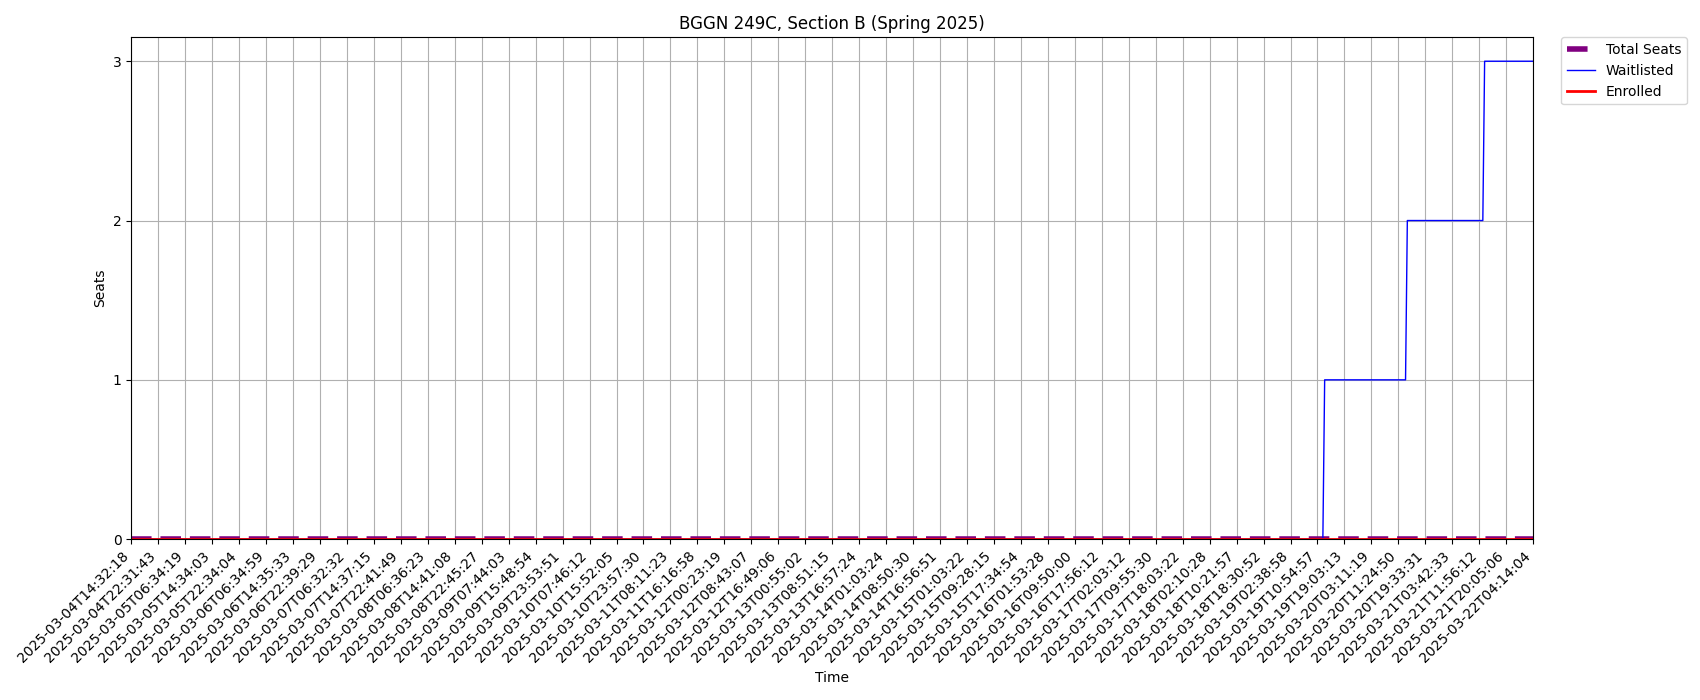 BGGN 249C, Section B (Spring 2025)
Total Seats
Waitlisted
Enrolled
3
2
1
0
Seats
2025-03-04T14:32:18
2025-03-04T22:31:43
2025-03-05T06:34:19
2025-03-05T14:34:03
2025-03-05T22:34:04
2025-03-06T06:34:59
2025-03-06T14:35:33
2025-03-06T22:39:29
2025-03-07T06:32:32
2025-03-07T14:37:15
2025-03-07T22:41:49
2025-03-08T06:36:23
2025-03-08T14:41:08
2025-03-08T22:45:27
2025-03-09T07:44:03
2025-03-09T15:48:54
2025-03-09T23:53:51
2025-03-10T07:46:12
2025-03-10T15:52:05
2025-03-10T23:57:30
2025-03-11T08:11:23
2025-03-11T16:16:58
2025-03-12T00:23:19
2025-03-12T08:43:07
2025-03-12T16:49:06
2025-03-13T00:55:02
2025-03-13T08:51:15
2025-03-13T16:57:24
2025-03-14T01:03:24
2025-03-14T08:50:30
2025-03-14T16:56:51
2025-03-15T01:03:22
2025-03-15T09:28:15
2025-03-15T17:34:54
2025-03-16T01:53:28
2025-03-16T09:50:00
2025-03-16T17:56:12
2025-03-17T02:03:12
2025-03-17T09:55:30
2025-03-17T18:03:22
2025-03-18T02:10:28
2025-03-18T10:21:57
2025-03-18T18:30:52
2025-03-19T02:38:58
2025-03-19T10:54:57
2025-03-19T19:03:13
2025-03-20T03:11:19
2025-03-20T11:24:50
2025-03-20T19:33:31
2025-03-21T03:42:33
2025-03-21T11:56:12
2025-03-21T20:05:06
2025-03-22T04:14:04
Time